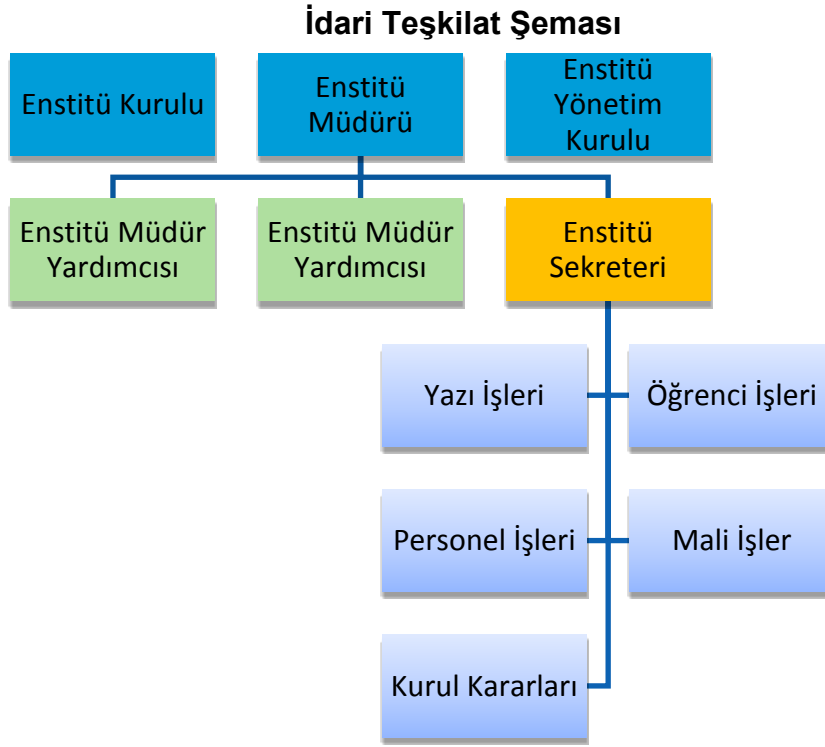 İdari Teşkilat Şeması
Enstitü Kurulu
Enstitü
Müdürü
Enstitü
Yönetim
Kurulu
Enstitü Müdür
Yardımcısı
Enstitü Müdür
Yardımcısı
Enstitü
Sekreteri
Yazı İşleri
Öğrenci İşleri
Personel İşleri
Mali İşler
Kurul Kararları